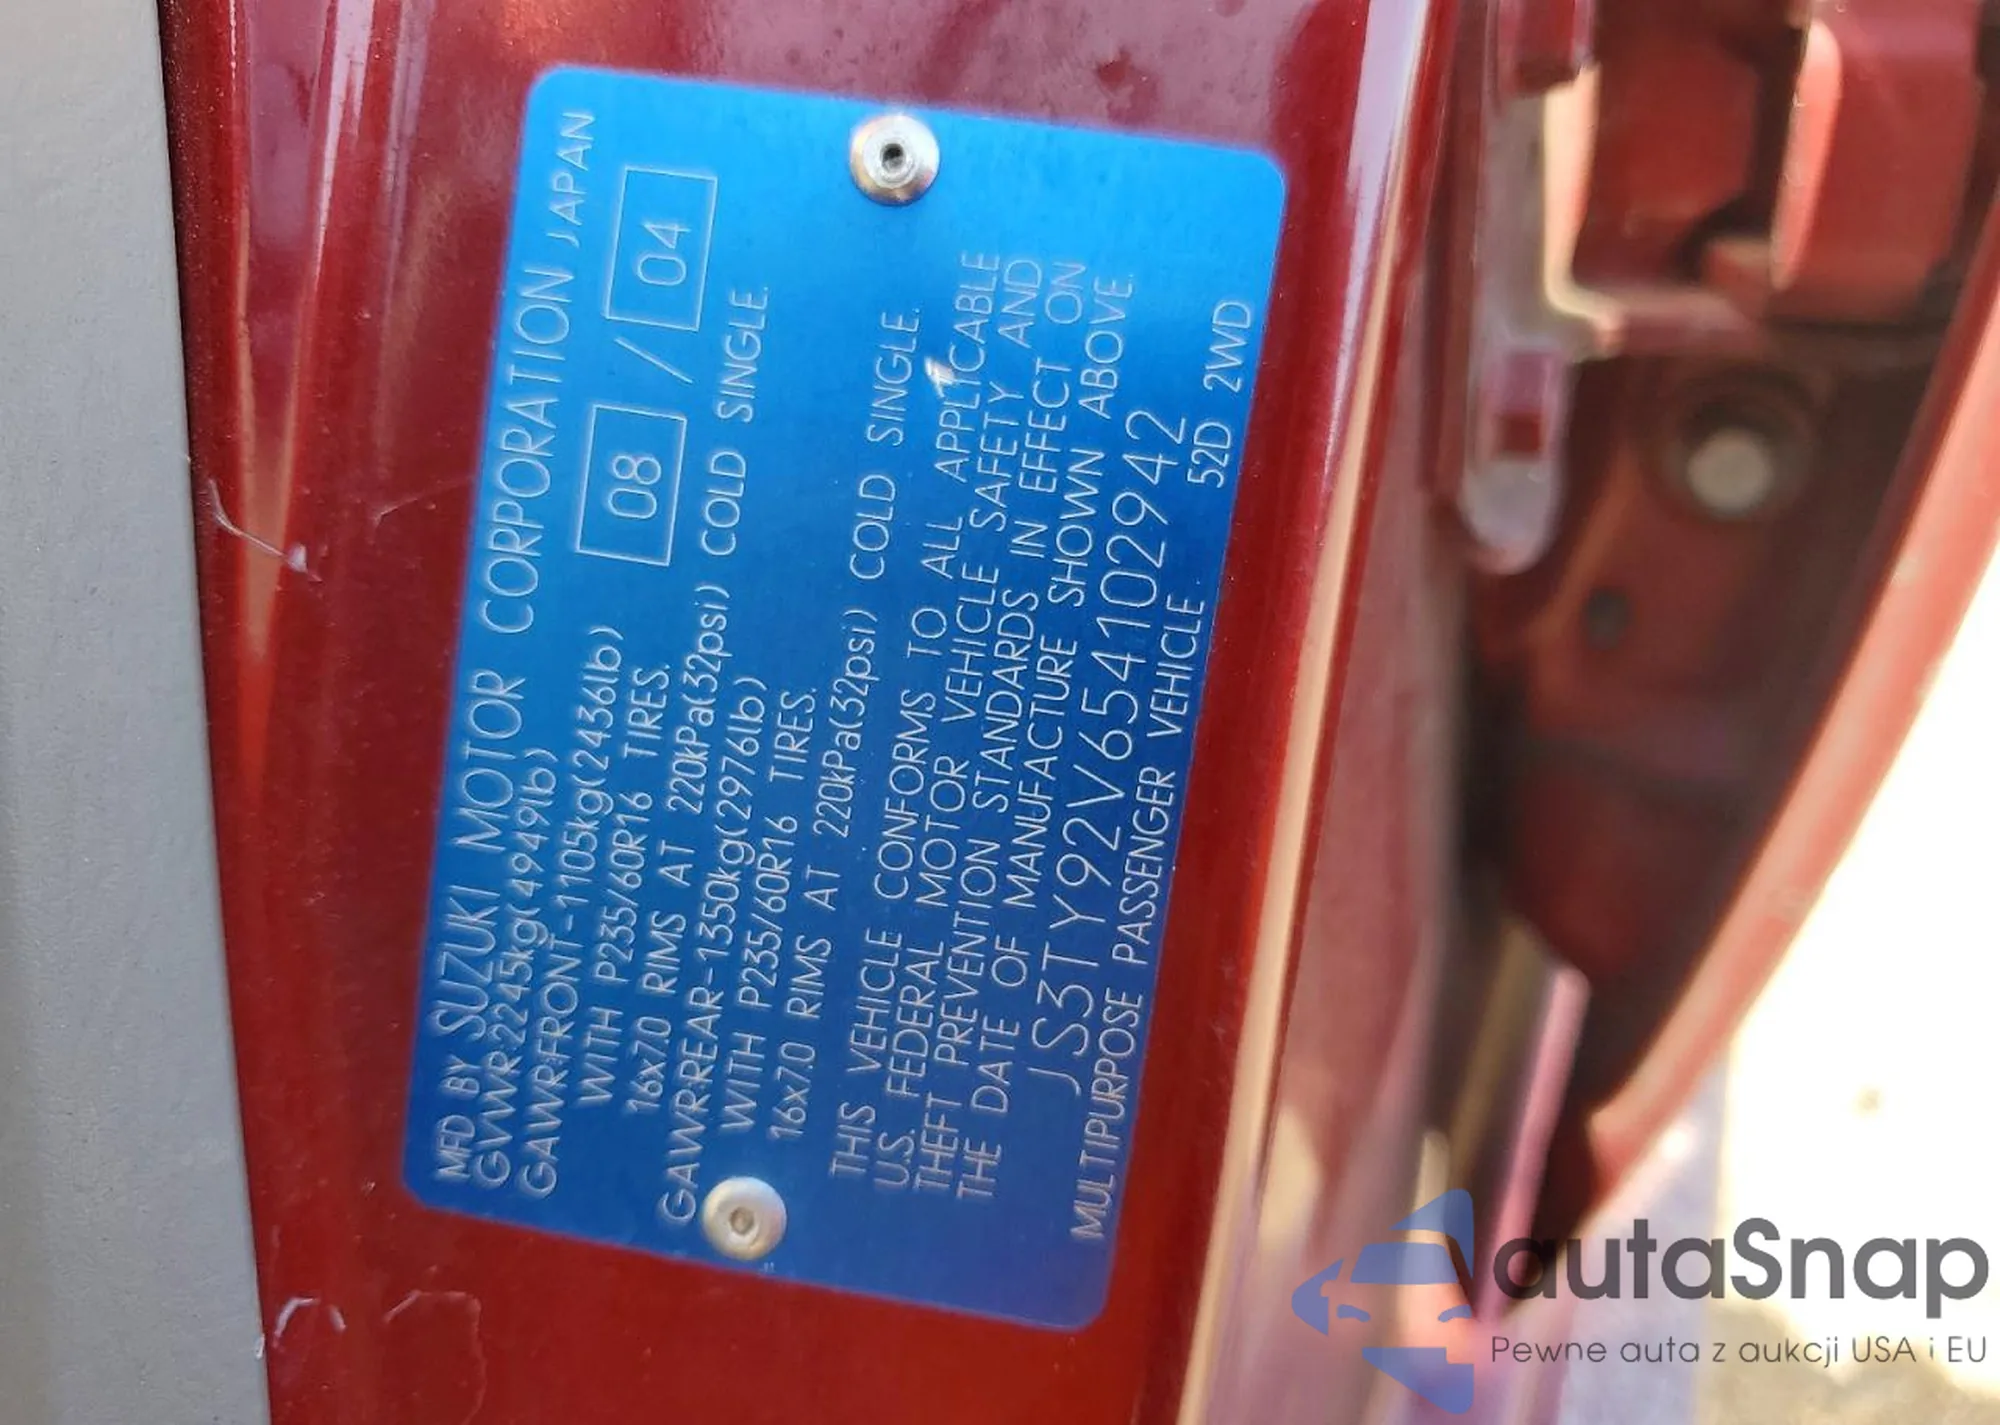 MFD BY SUZUKI MOTOR CORPORATION JAPAN
GVWR-2245kg(4949lb) 08 / 04
GAWR-FRONT-1105kg(2436lb)
WITH P235/60R16 TIRES.
16x7.0 RIMS AT 220kPa(32psi) COLD SINGLE.
GAWR-REAR-1350kg(2976lb)
WITH P235/60R16 TIRES.
16x7.0 RIMS AT 220kPa(32psi) COLD SINGLE.
THIS VEHICLE CONFORMS TO ALL APPLICABLE
U.S. FEDERAL MOTOR VEHICLE SAFETY AND
THEFT PREVENTION STANDARDS IN EFFECT ON
THE DATE OF MANUFACTURE SHOWN ABOVE.
JS3TY92V654102942
MULTIPURPOSE PASSENGER VEHICLE 52D 2WD
autaSnap
Pewne auta z aukcji USA i EU